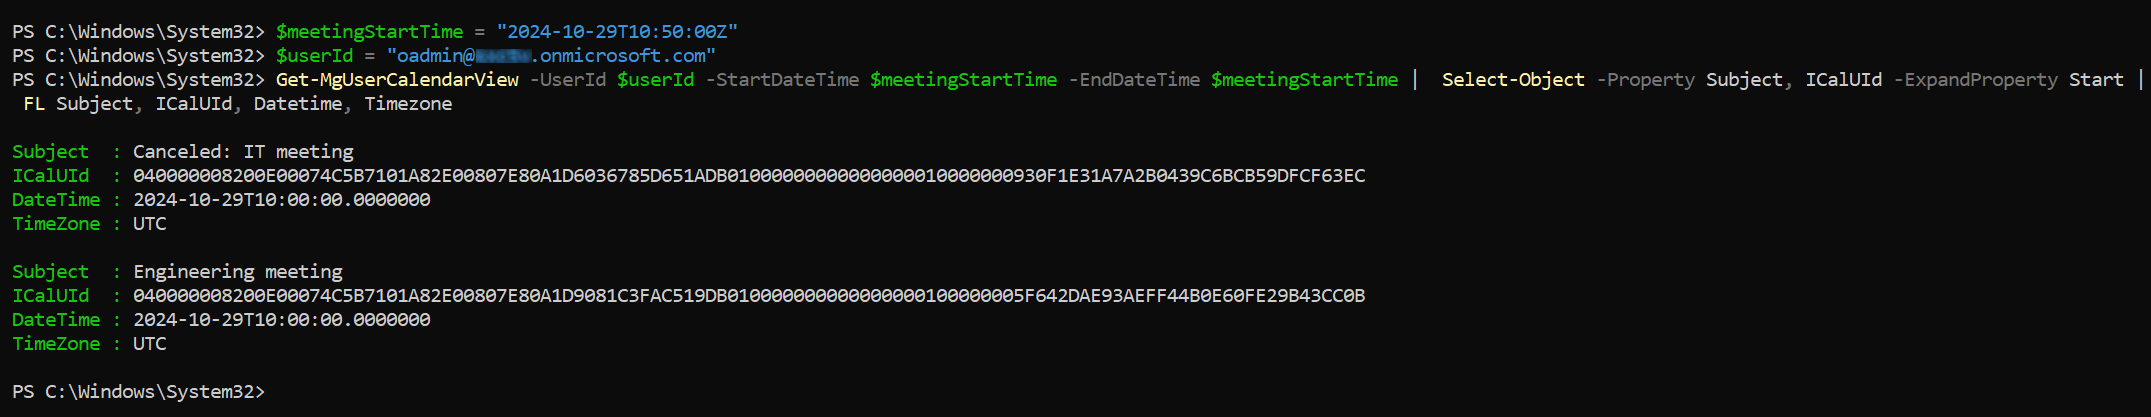 PS C:\Windows\System32> $meetingStartTime = "2024-10-29T10:50:00Z"
PS C:\Windows\System32> $userId = "oadmin@.onmicrosoft.com"
PS C:\Windows\System32> Get-MgUserCalendarView -UserId $userId -StartDateTime $meetingStartTime -EndDateTime $meetingStartTime |  Select-Object -Property Subject, ICalUId -ExpandProperty Start |
 FL Subject, ICalUId, Datetime, Timezone
Subject  : Canceled: IT meeting
ICalUId  : 040000008200E00074C5B7101A82E00807E80A1D6036785D651ADB01000000000000000010000000930F1E31A7A2B0439C6BCB59DFCF63EC
DateTime : 2024-10-29T10:00:00.0000000
TimeZone : UTC
Subject  : Engineering meeting
ICalUId  : 040000008200E00074C5B7101A82E00807E80A1D9081C3FAC519DB010000000000000000100000005F642DAE93AEFF44B0E60FE29B43CC0B
DateTime : 2024-10-29T10:00:00.0000000
TimeZone : UTC
PS C:\Windows\System32>